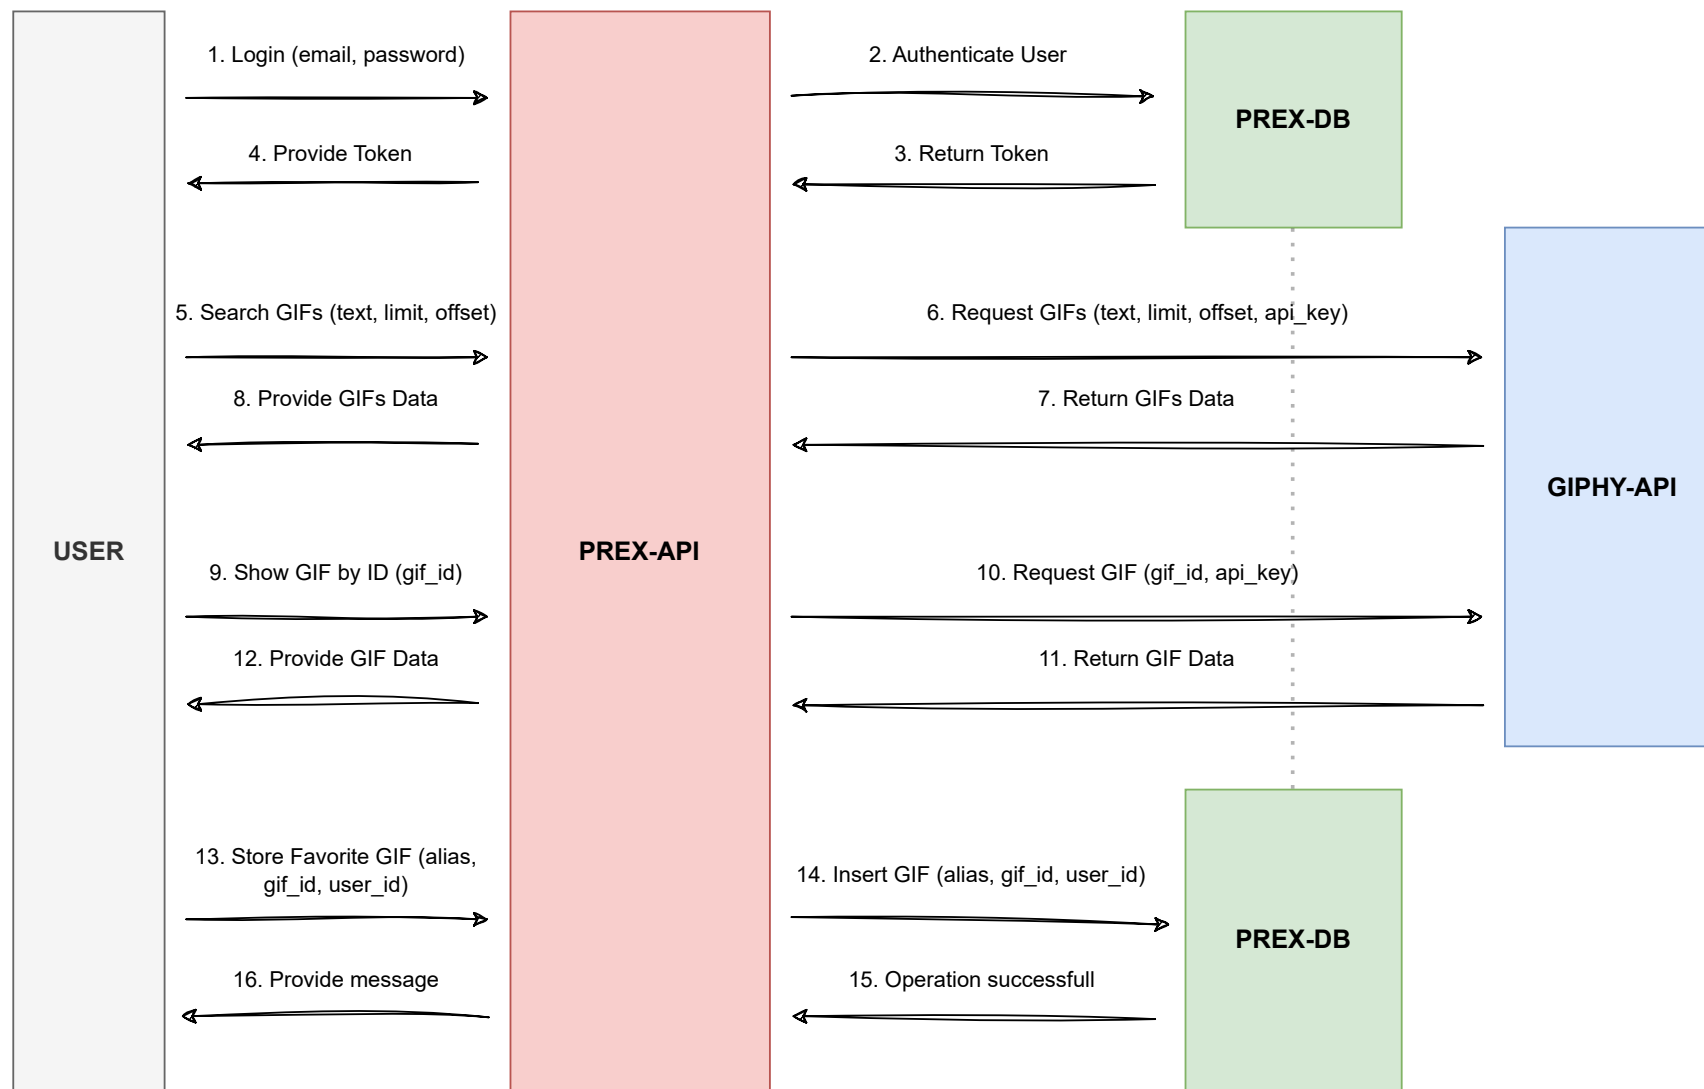 1. Login (email, password)
2. Authenticate User
PREX-DB
4. Provide Token
3. Return Token
5. Search GIFs (text, limit, offset)
6. Request GIFs (text, limit, offset, api_key)
8. Provide GIFs Data
7. Return GIFs Data
GIPHY-API
USER
PREX-API
9. Show GIF by ID (gif_id)
10. Request GIF (gif_id, api_key)
12. Provide GIF Data
11. Return GIF Data
13. Store Favorite GIF (alias,
gif_id, user_id)
14. Insert GIF (alias, gif_id, user_id)
PREX-DB
16. Provide message
15. Operation successfull